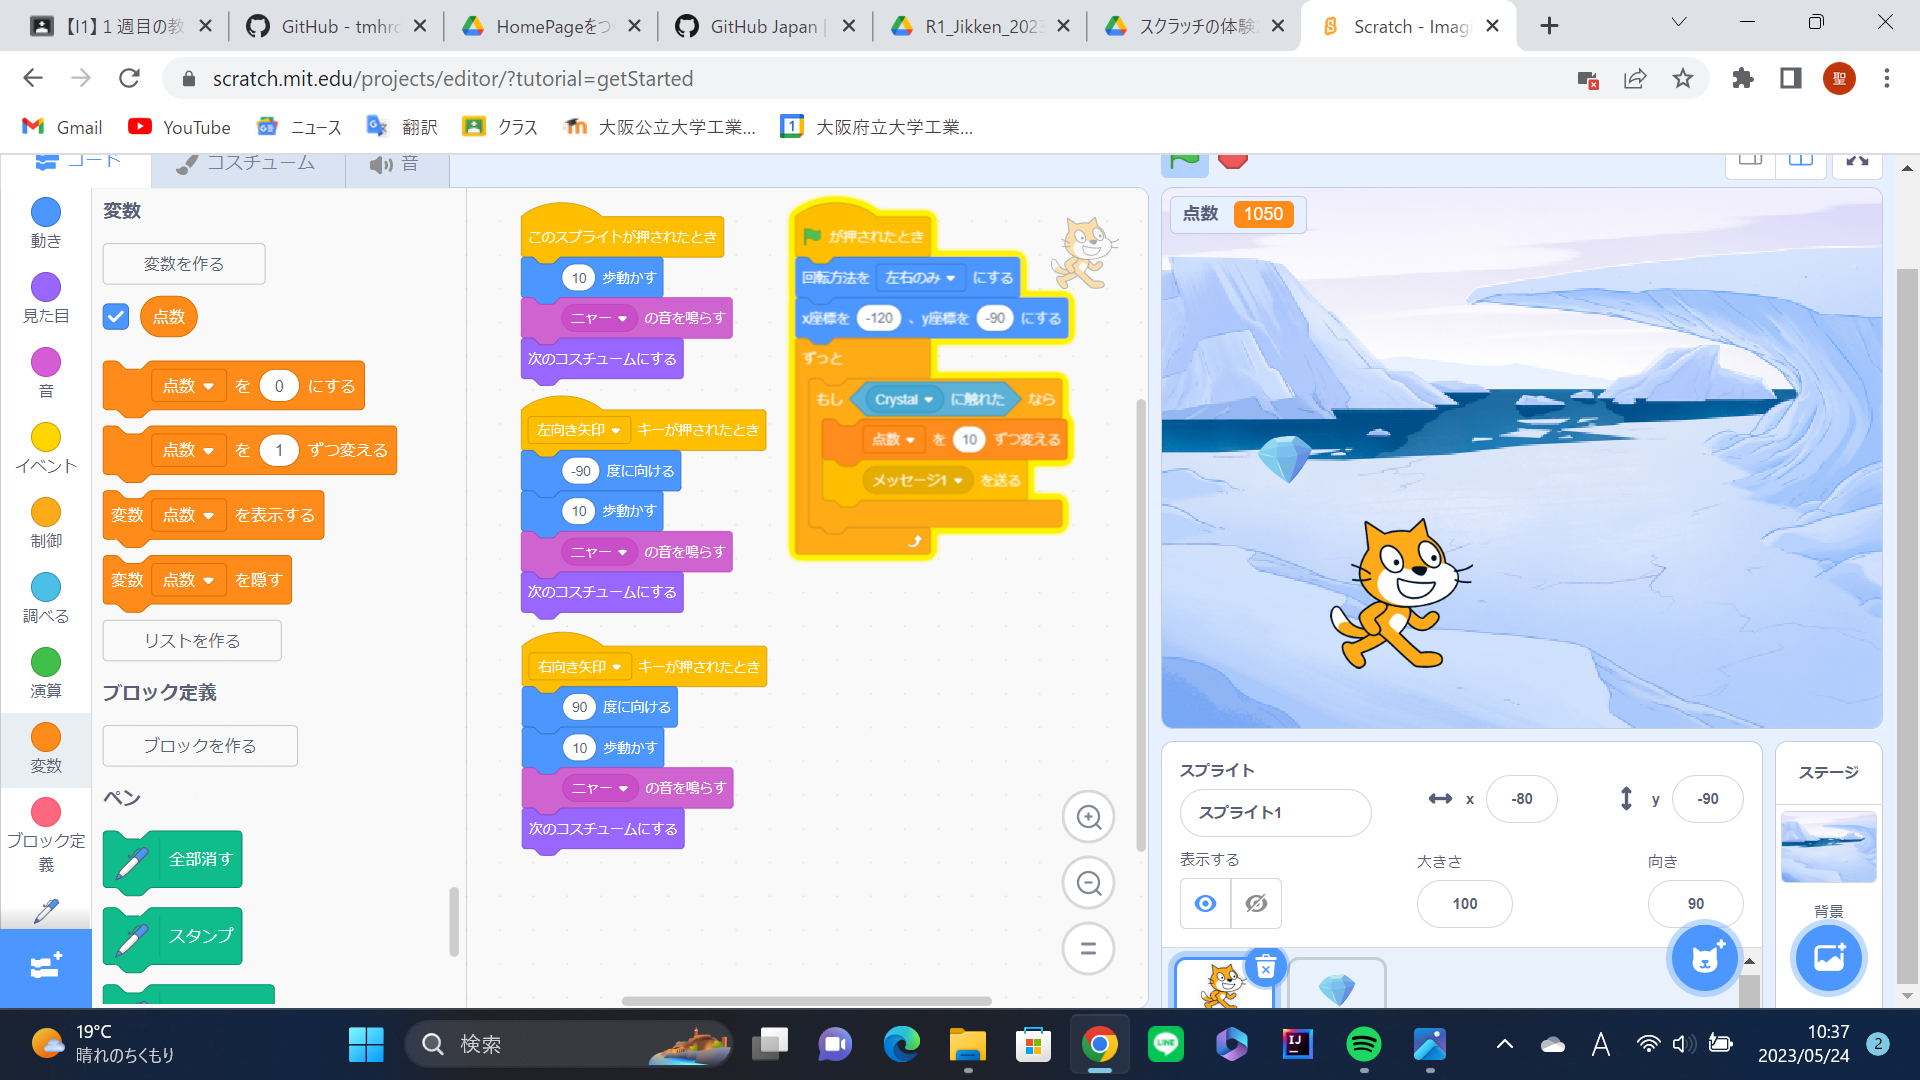 【I1】1 週目の教
GitHub - tmhro
HomePageをつ
GitHub Japan |
R1_Jikken_2023
スクラッチの体験
Scratch - Imagi
scratch.mit.edu/projects/editor/?tutorial=getStarted
聖
Gmail
YouTube
ニュース
翻訳
クラス
大阪公立大学工業...
大阪府立大学工業...
コード
コスチューム
音
動き
見た目
音
イベント
制御
調べる
演算
変数
ブロック定
義
変数
変数を作る
点数
点数 を 0 にする
点数 を 1 ずつ変える
変数 点数 を表示する
変数 点数 を隠す
リストを作る
ブロック定義
ブロックを作る
ペン
全部消す
スタンプ
このスプライトが押されたとき
10 歩動かす
ニャー の音を鳴らす
次のコスチュームにする
左向き矢印 キーが押されたとき
-90 度に向ける
10 歩動かす
ニャー の音を鳴らす
次のコスチュームにする
右向き矢印 キーが押されたとき
90 度に向ける
10 歩動かす
ニャー の音を鳴らす
次のコスチュームにする
が押されたとき
回転方法を 左右のみ にする
x座標を -120 、y座標を -90 にする
ずっと
もし Crystal に触れた なら
点数 を 10 ずつ変える
メッセージ1 を送る
点数 1050
スプライト
スプライト1
x -80
y -90
表示する
大きさ
100
向き
90
ステージ
背景
19°C
晴れのちくもり
検索
LINE
IJ
A
10:37
2023/05/24
2